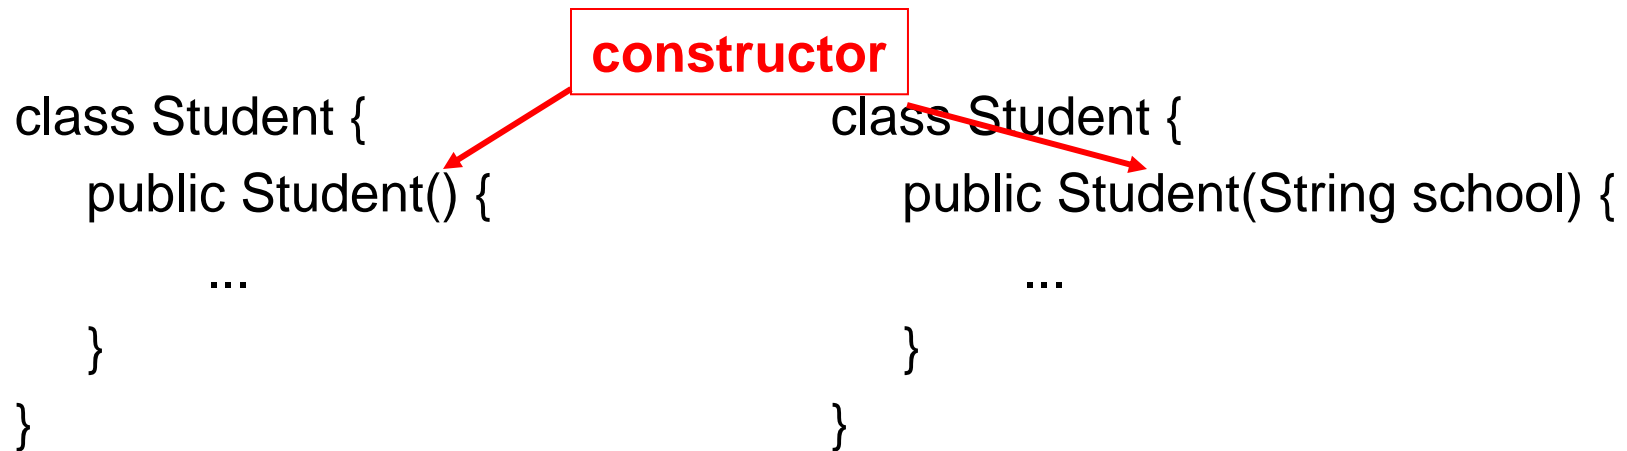 constructor
class Student {
public Student() {
...
}
}
class Student {
public Student(String school) {
...
}
}